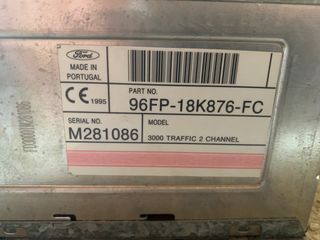 Ford
MADE IN
PORTUGAL
CE 1995
PART NO.
96FP-18K876-FC
SERIAL NO.
M281086
MODEL
3000 TRAFFIC 2 CHANNEL